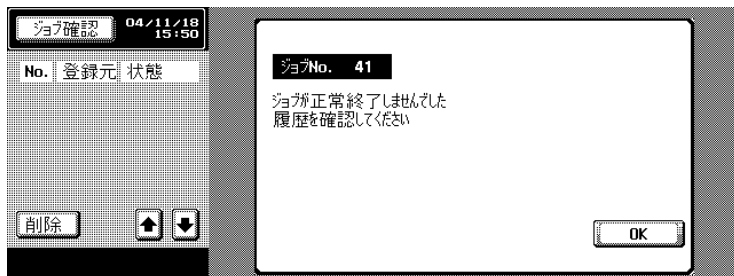 ジョブ確認
04/11/18
15:50
No. 登録元 状態
削除
ジョブNo. 41
ジョブが正常終了しませんでした
履歴を確認してください
OK